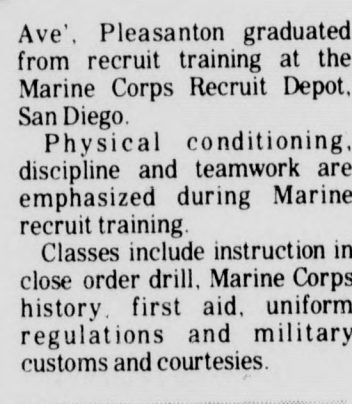 Ave'. Pleasanton graduated
from recruit training at the
Marine Corps Recruit Depot,
San Diego.
Physical conditioning,
discipline and teamwork are
emphasized during Marine
recruit training.
Classes include instruction in
close order drill, Marine Corps
history, first aid, uniform
regulations and military
customs and courtesies.